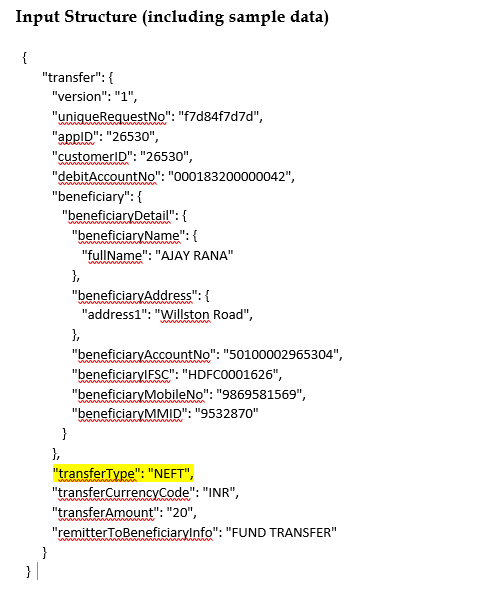 Input Structure (including sample data)
{
"transfer": {
"version": "1",
"uniqueRequestNo": "f7d84f7d7d",
"appID": "26530",
"customerID": "26530",
"debitAccountNo": "000183200000042",
"beneficiary": {
"beneficiaryDetail": {
"beneficiaryName": {
"fullName": "AJAY RANA"
},
"beneficiaryAddress": {
"address1": "Willston Road",
},
"beneficiaryAccountNo": "50100002965304",
"beneficiaryIFSC": "HDFC0001626",
"beneficiaryMobileNo": "9869581569",
"beneficiaryMMID": "9532870"
}
},
"transferType": "NEFT",
"transferCurrencyCode": "INR",
"transferAmount": "20",
"remitterToBeneficiaryInfo": "FUND TRANSFER"
}
}